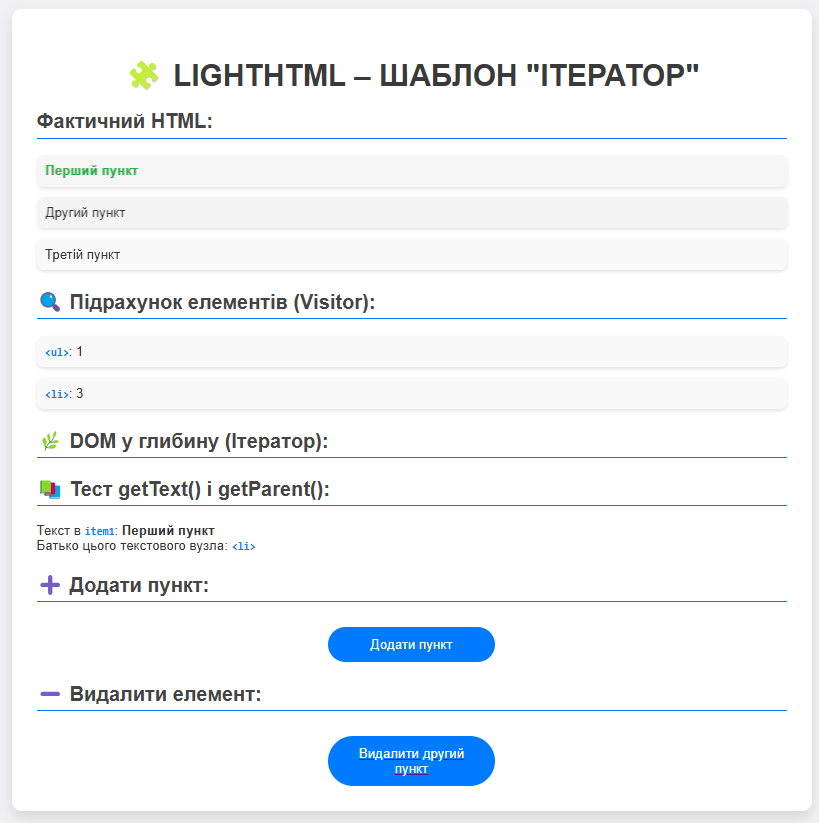 LIGHTHTML – ШАБЛОН "ІТЕРАТОР"
Фактичний HTML:
Перший пункт
Другий пункт
Третій пункт
Підрахунок елементів (Visitor):
<ul>: 1
<li>: 3
DOM у глибину (Ітератор):
Тест getText() і getParent():
Текст в item1: Перший пункт
Батько цього текстового вузла: <li>
Додати пункт:
Додати пункт
Видалити елемент:
Видалити другий
пункт